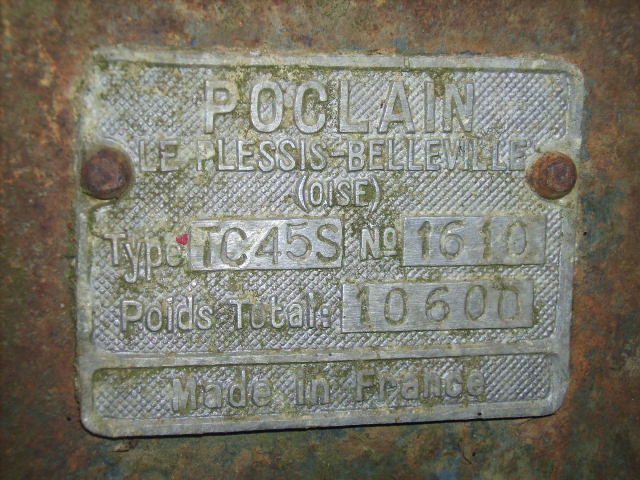 POCLAIN
LE PLESSIS-BELLEVILLE
(OISE)
Type TC45S No 1610
Poids Total: 10600
Made in France